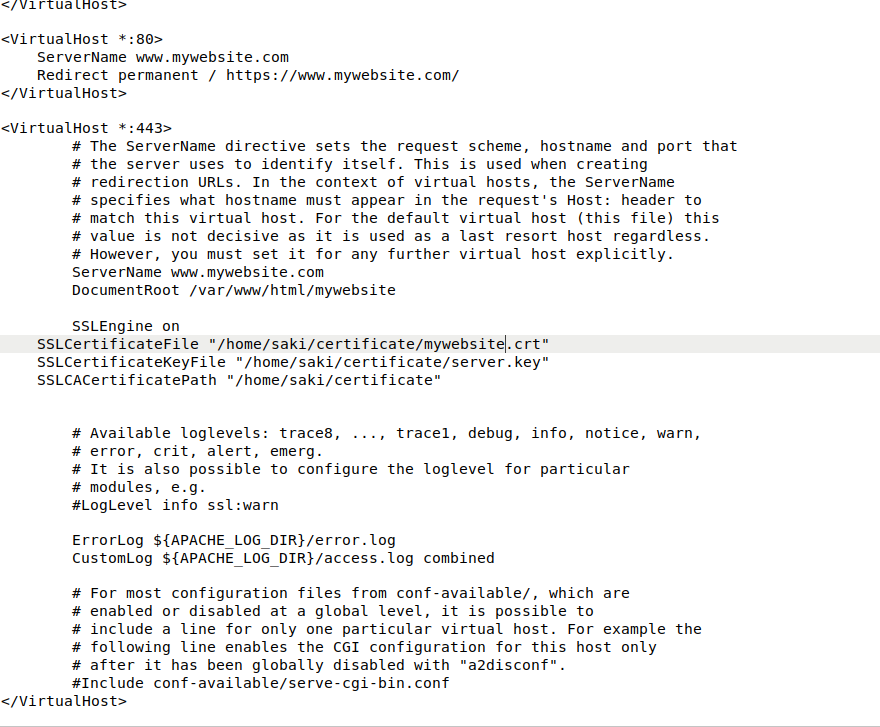 </VirtualHost>
<VirtualHost *:80>
    ServerName www.mywebsite.com
    Redirect permanent / https://www.mywebsite.com/
</VirtualHost>
<VirtualHost *:443>
        # The ServerName directive sets the request scheme, hostname and port that
        # the server uses to identify itself. This is used when creating
        # redirection URLs. In the context of virtual hosts, the ServerName
        # specifies what hostname must appear in the request's Host: header to
        # match this virtual host. For the default virtual host (this file) this
        # value is not decisive as it is used as a last resort host regardless.
        # However, you must set it for any further virtual host explicitly.
        ServerName www.mywebsite.com
        DocumentRoot /var/www/html/mywebsite
        SSLEngine on
    SSLCertificateFile "/home/saki/certificate/mywebsite.crt"
    SSLCertificateKeyFile "/home/saki/certificate/server.key"
    SSLCACertificatePath "/home/saki/certificate"
        # Available loglevels: trace8, ..., trace1, debug, info, notice, warn,
        # error, crit, alert, emerg.
        # It is also possible to configure the loglevel for particular
        # modules, e.g.
        #LogLevel info ssl:warn
        ErrorLog ${APACHE_LOG_DIR}/error.log
        CustomLog ${APACHE_LOG_DIR}/access.log combined
        # For most configuration files from conf-available/, which are
        # enabled or disabled at a global level, it is possible to
        # include a line for only one particular virtual host. For example the
        # following line enables the CGI configuration for this host only
        # after it has been globally disabled with "a2disconf".
        #Include conf-available/serve-cgi-bin.conf
</VirtualHost>